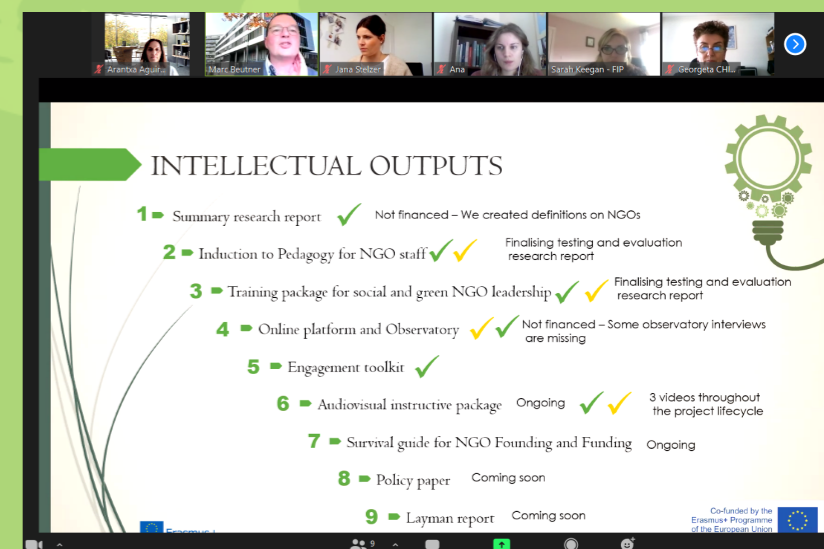 Arantxa Aguir...
Marc Beutner
Jana Stelzer
Ana
Sarah Keegan - FIP
Georgeta CHI...
INTELLECTUAL OUTPUTS
1 Summary research report Not financed – We created definitions on NGOs
2 Induction to Pedagogy for NGO staff Finalising testing and evaluation
research report
3 Training package for social and green NGO leadership Finalising testing and evaluation
research report
4 Online platform and Observatory Not financed – Some observatory interviews
are missing
5 Engagement toolkit
6 Audiovisual instructive package Ongoing 3 videos throughout
the project lifecycle
7 Survival guide for NGO Founding and Funding Ongoing
8 Policy paper Coming soon
9 Layman report Coming soon
Erasmus+
Co-funded by the
Erasmus+ Programme
of the European Union
9